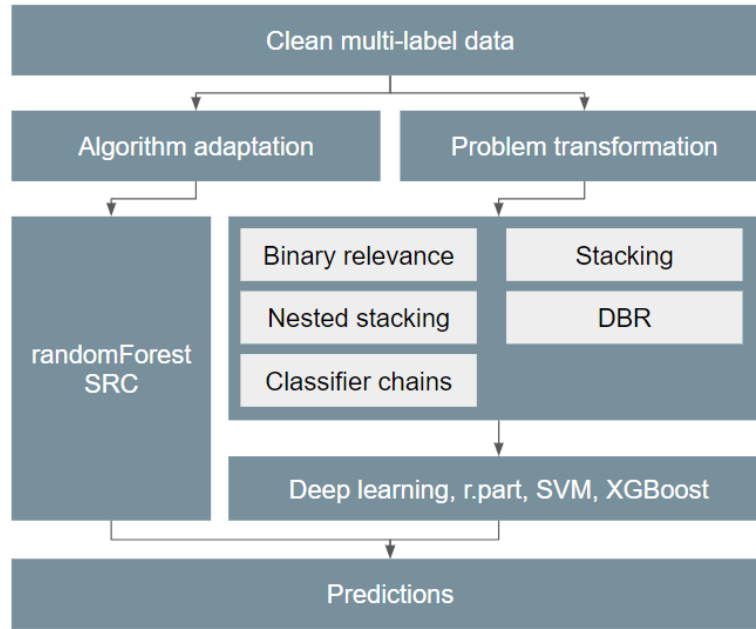 Clean multi-label data
Algorithm adaptation
Problem transformation
randomForest
SRC
Binary relevance
Stacking
Nested stacking
DBR
Classifier chains
Deep learning, r.part, SVM, XGBoost
Predictions